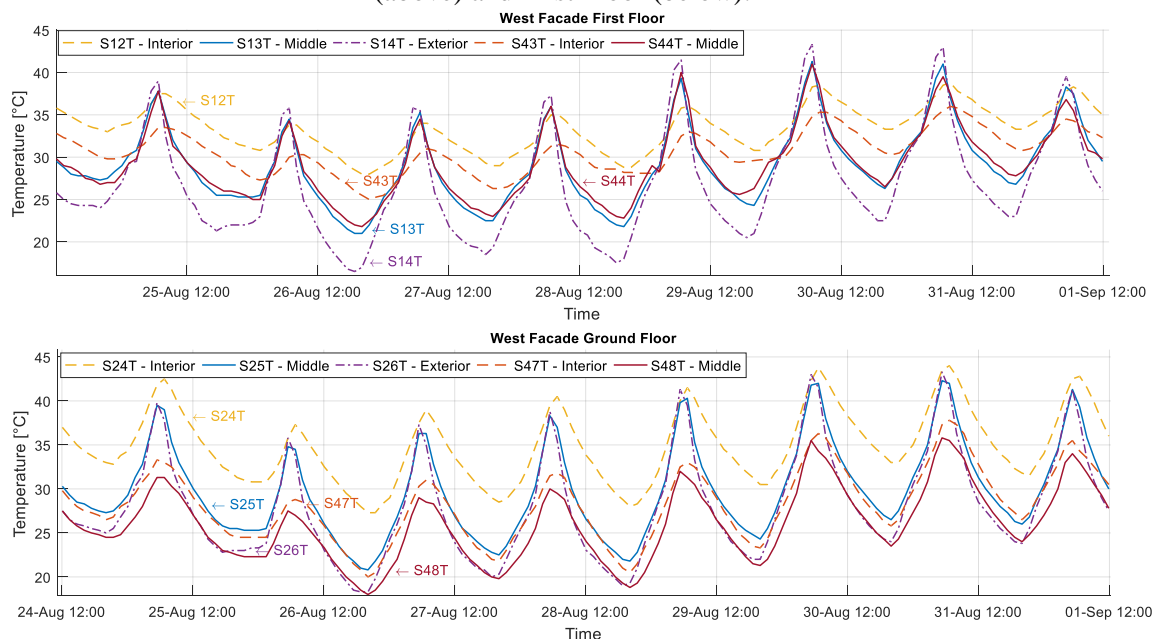 West Facade First Floor
S12T - Interior S13T - Middle S14T - Exterior S43T - Interior S44T - Middle
45
40
35
30
25
20
Temperature [°C]
← S12T
← S43T
← S44T
← S13T
← S14T
25-Aug 12:00 26-Aug 12:00 27-Aug 12:00 28-Aug 12:00 29-Aug 12:00 30-Aug 12:00 31-Aug 12:00 01-Sep 12:00
Time
West Facade Ground Floor
S24T - Interior S25T - Middle S26T - Exterior S47T - Interior S48T - Middle
45
40
35
30
25
20
Temperature [°C]
← S24T
← S25T
← S47T
← S26T
← S48T
24-Aug 12:00 25-Aug 12:00 26-Aug 12:00 27-Aug 12:00 28-Aug 12:00 29-Aug 12:00 30-Aug 12:00 31-Aug 12:00 01-Sep 12:00
Time